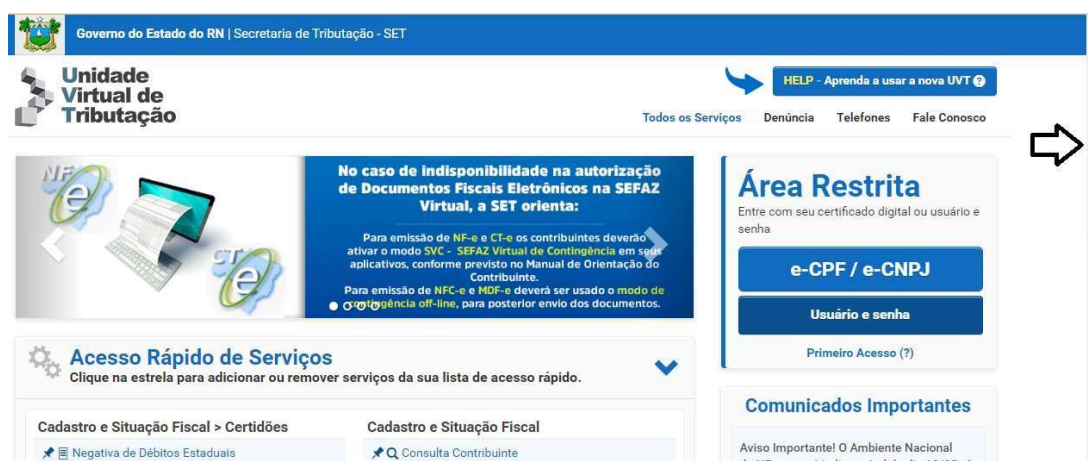 Governo do Estado do RN | Secretaria de Tributação - SET
Unidade
Virtual de
Tributação
HELP - Aprenda a usar a nova UVT ?
Todos os Serviços Denúncia Telefones Fale Conosco
NF
e
CT-e
e
No caso de indisponibilidade na autorização
de Documentos Fiscais Eletrônicos na SEFAZ
Virtual, a SET orienta:
Para emissão de NF-e e CT-e os contribuintes deverão
ativar o modo SVC - SEFAZ Virtual de Contingência em seus
aplicativos, conforme previsto no Manual de Orientação do
Contribuinte.
Para emissão de NFC-e e MDF-e deverá ser usado o modo de
contingência off-line, para posterior envio dos documentos.
Área Restrita
Entre com seu certificado digital ou usuário e
senha
e-CPF / e-CNPJ
Usuário e senha
Primeiro Acesso (?)
Acesso Rápido de Serviços
Clique na estrela para adicionar ou remover serviços da sua lista de acesso rápido.
Cadastro e Situação Fiscal > Certidões
Negativa de Débitos Estaduais
Cadastro e Situação Fiscal
Consulta Contribuinte
Comunicados Importantes
Aviso Importante! O Ambiente Nacional